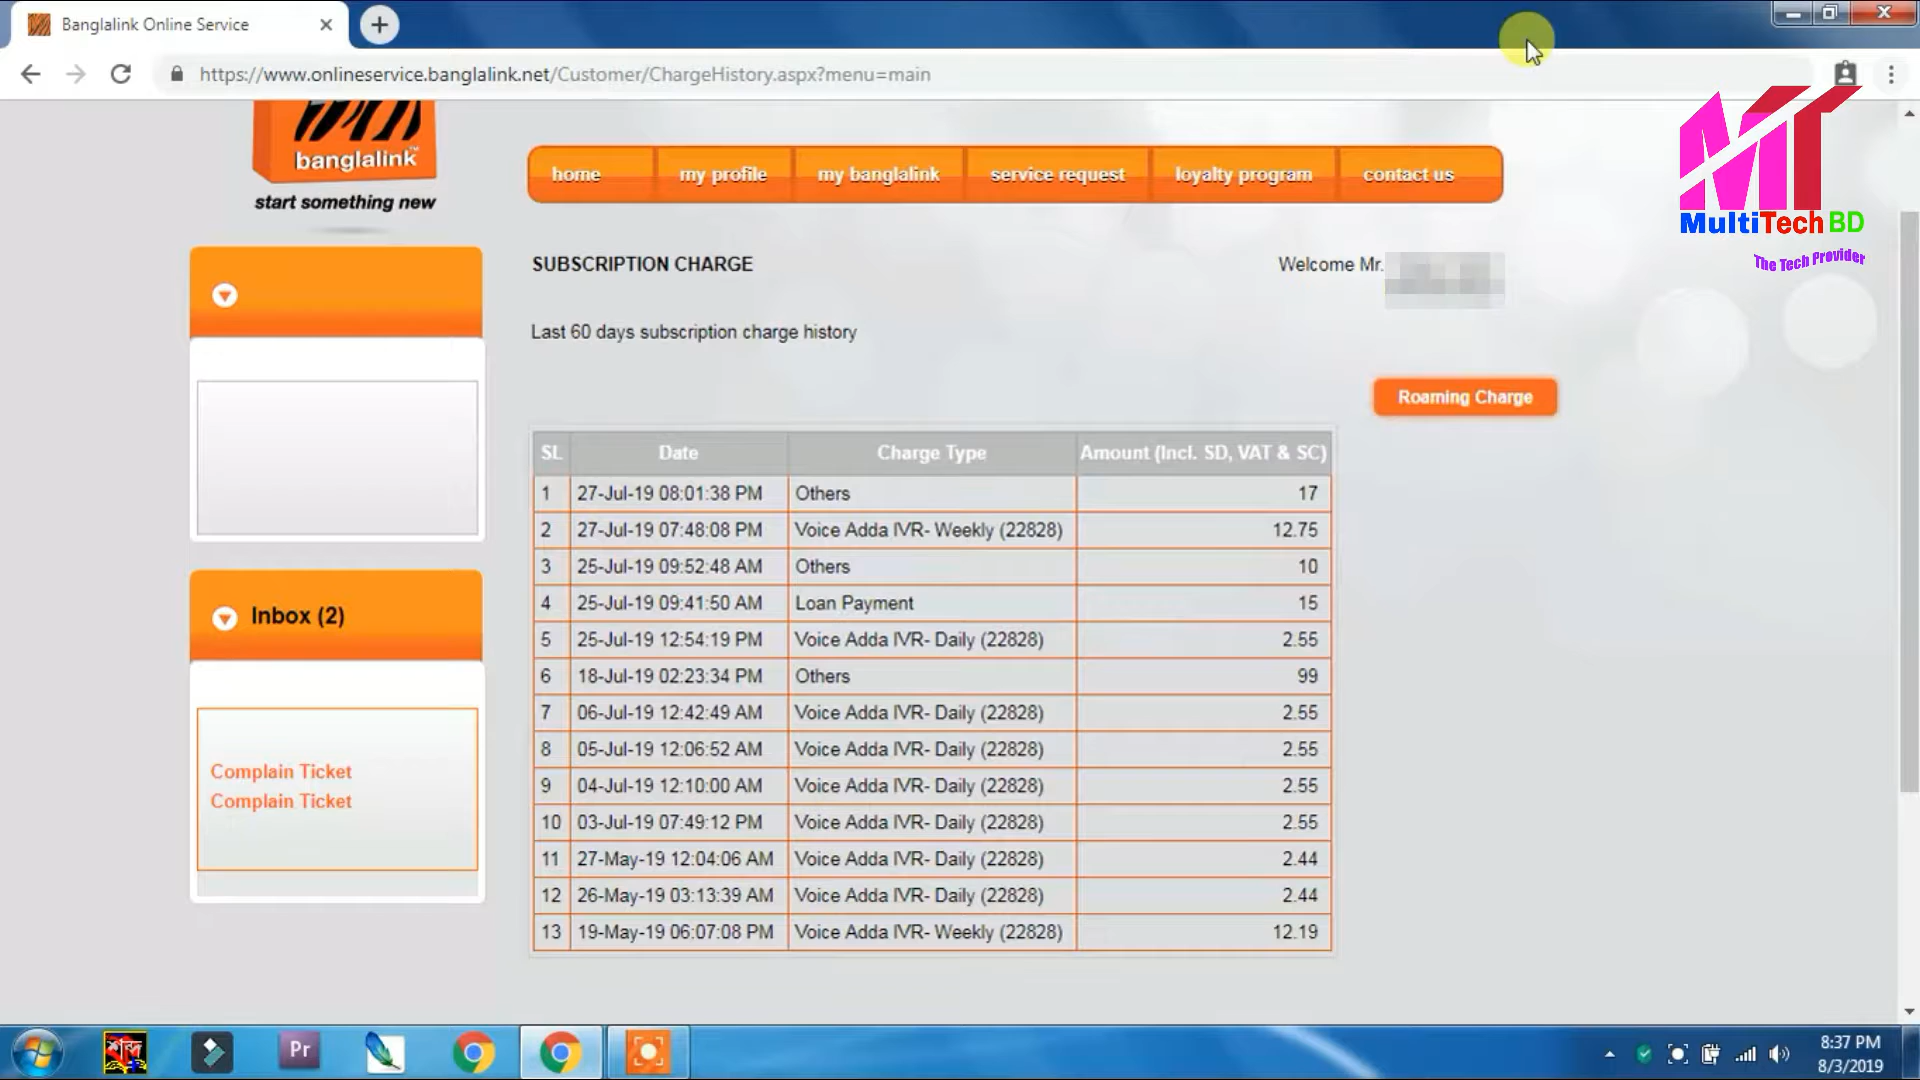 Banglalink Online Service
https://www.onlineservice.banglalink.net/Customer/ChargeHistory.aspx?menu=main
banglalink™
start something new
home my profile my banglalink service request loyalty program contact us
MT
MultiTech BD
The Tech Provider
SUBSCRIPTION CHARGE
Welcome Mr.
Last 60 days subscription charge history
Roaming Charge
Inbox (2)
Complain Ticket
Complain Ticket
SL Date Charge Type Amount (Incl. SD, VAT & SC)
1 27-Jul-19 08:01:38 PM Others 17
2 27-Jul-19 07:48:08 PM Voice Adda IVR- Weekly (22828) 12.75
3 25-Jul-19 09:52:48 AM Others 10
4 25-Jul-19 09:41:50 AM Loan Payment 15
5 25-Jul-19 12:54:19 PM Voice Adda IVR- Daily (22828) 2.55
6 18-Jul-19 02:23:34 PM Others 99
7 06-Jul-19 12:42:49 AM Voice Adda IVR- Daily (22828) 2.55
8 05-Jul-19 12:06:52 AM Voice Adda IVR- Daily (22828) 2.55
9 04-Jul-19 12:10:00 AM Voice Adda IVR- Daily (22828) 2.55
10 03-Jul-19 07:49:12 PM Voice Adda IVR- Daily (22828) 2.55
11 27-May-19 12:04:06 AM Voice Adda IVR- Daily (22828) 2.44
12 26-May-19 03:13:39 AM Voice Adda IVR- Daily (22828) 2.44
13 19-May-19 06:07:08 PM Voice Adda IVR- Weekly (22828) 12.19
Pr
8:37 PM
8/3/2019